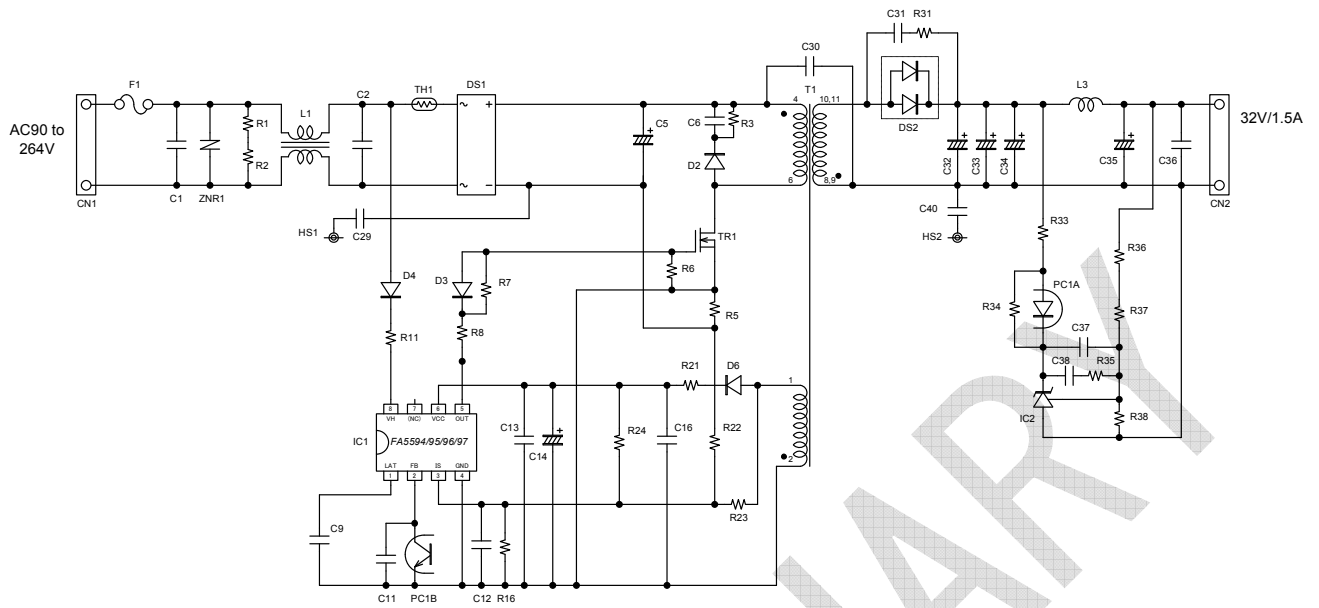 C31 R31
C30
F1
L1
C2
TH1
DS1
T1
L3
AC90 to
264V
32V/1.5A
R1
R2
C1
ZNR1
CN1
C5
C6
R3
D2
4
6
10,11
8,9
DS2
C32
C33
C34
C35
C36
CN2
HS1
C29
C40
HS2
TR1
R33
R36
D4
D3
R7
R6
R5
R11
R8
PC1A
R34
R37
C37
C38
R35
IC2
R38
R21
D6
1
2
8 7 6 5
VH (NC) VCC OUT
IC1
FA5594/95/96/97
LAT FB IS GND
1 2 3 4
C13
C14
R24
C16
R22
R23
C9
C11
PC1B
C12
R16
NARY